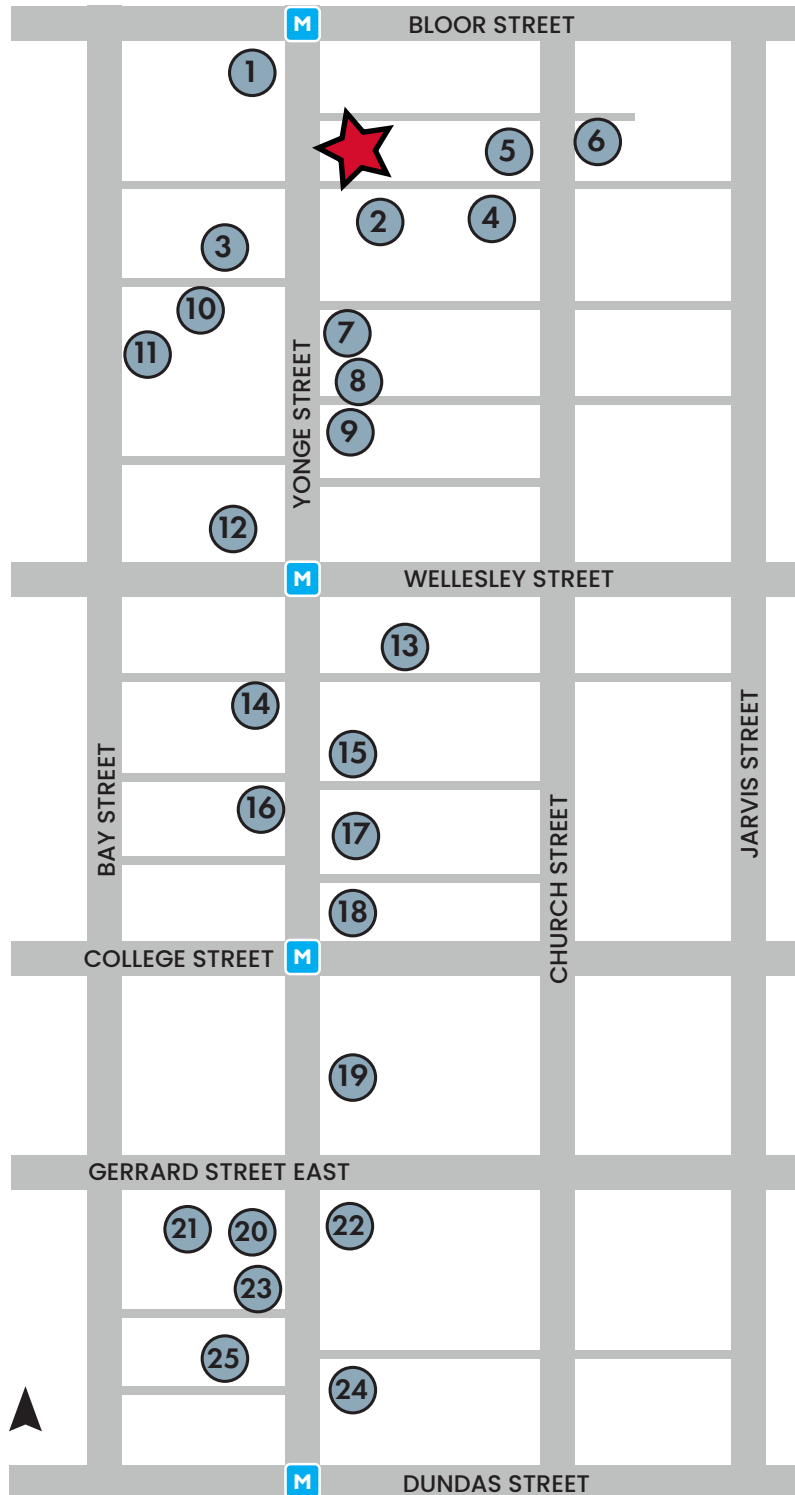 M
BLOOR STREET
1
5
6
2
4
3
10
7
11
8
9
YONGE STREET
12
M
WELLESLEY STREET
13
14
15
16
17
BAY STREET
JARVIS STREET
CHURCH STREET
18
COLLEGE STREET
M
19
GERRARD STREET EAST
21
20
22
23
25
24
M
DUNDAS STREET